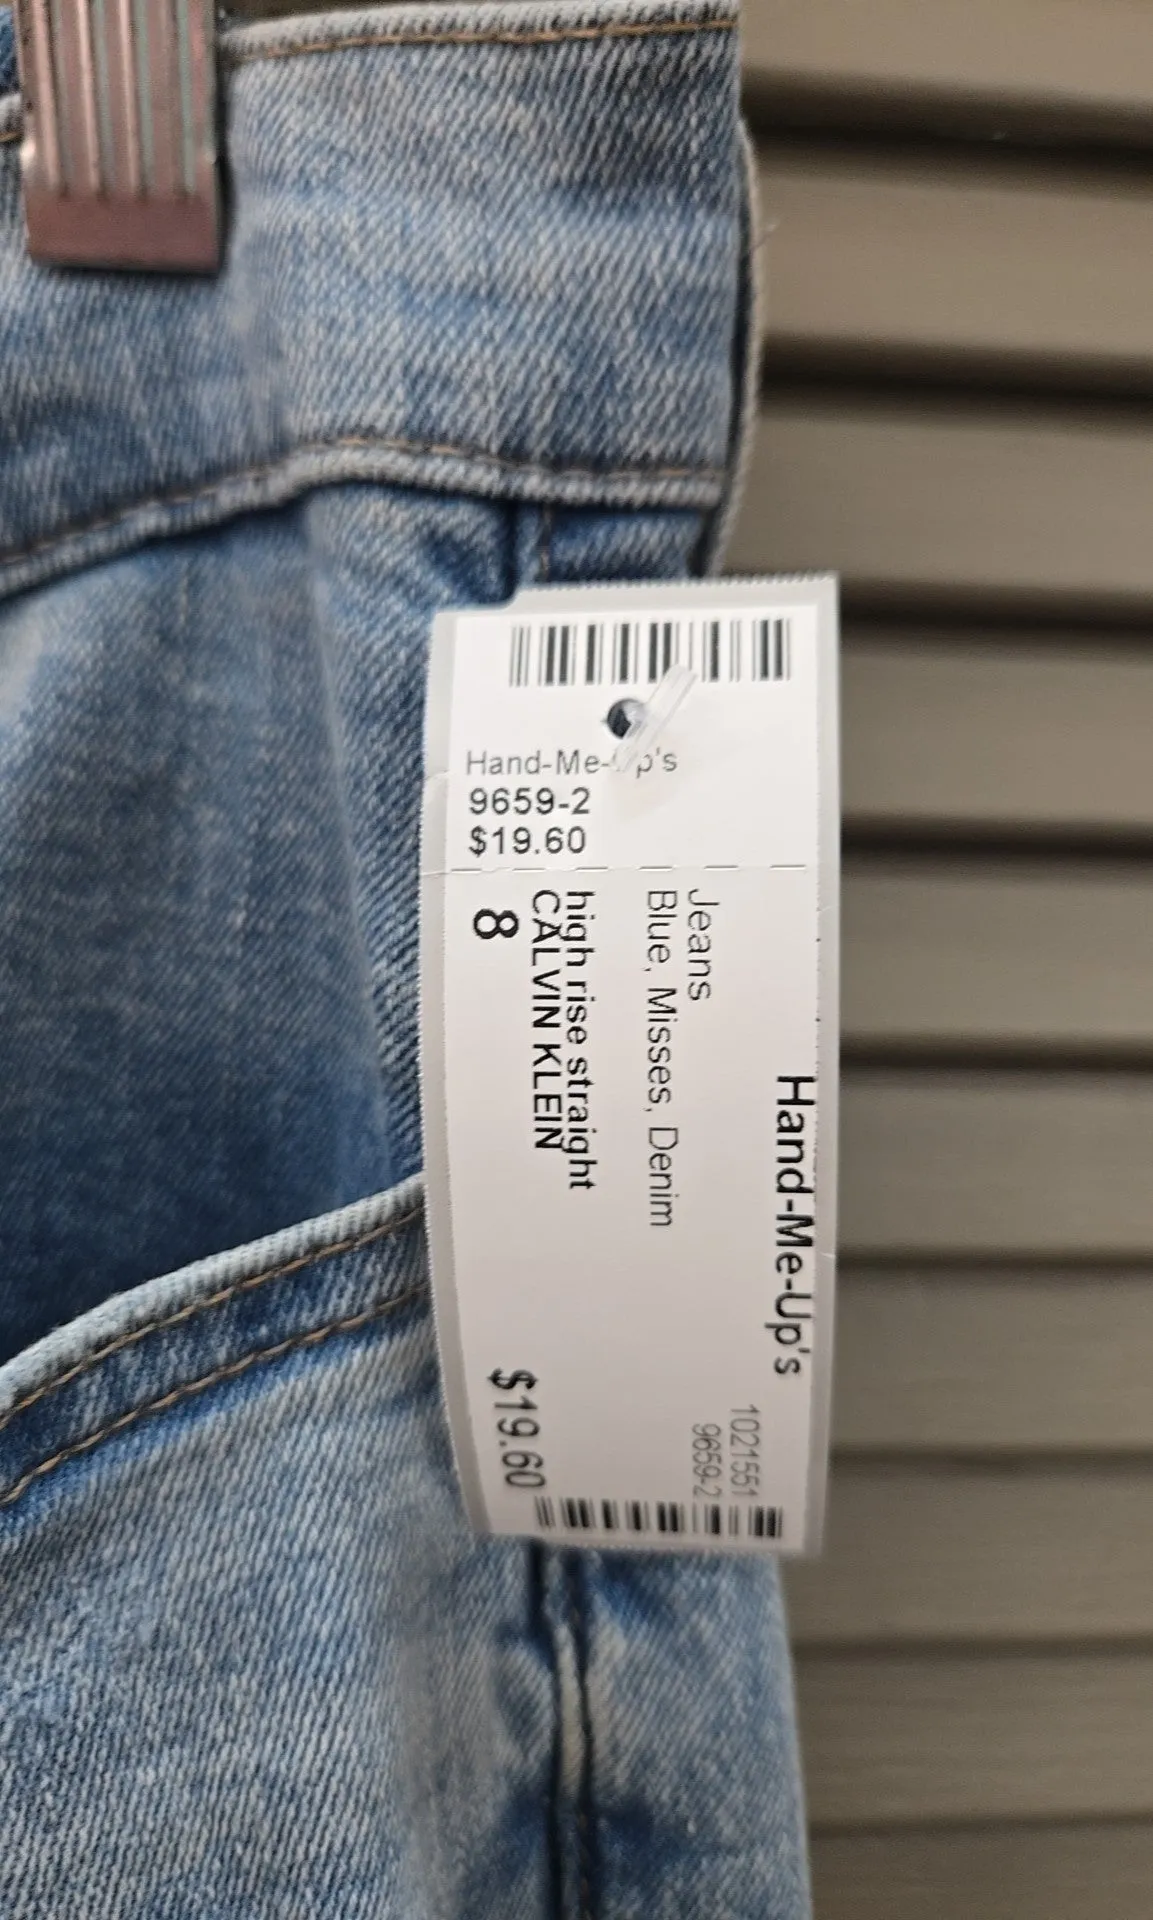 Hand-Me-Up's
9659-2
$19.60
Hand-Me-Up's
1021551
9659-2
Jeans
Blue, Misses, Denim
high rise straight
CALVIN KLEIN
8
$19.60